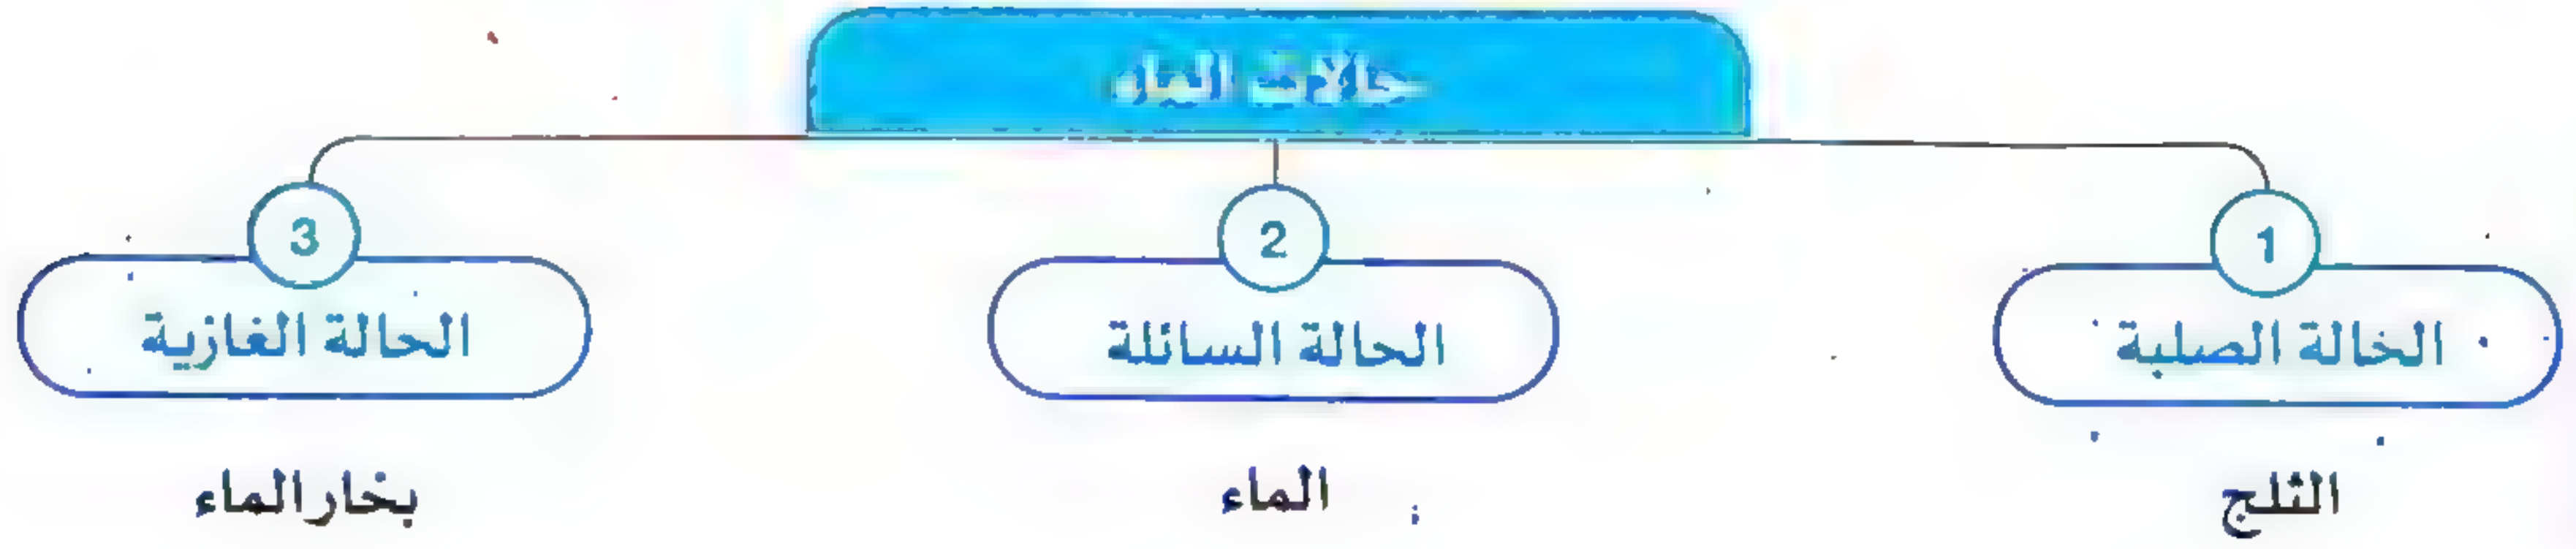 حالات الماء
1
الحالة الصلبة
الثلج
2
الحالة السائلة
الماء
3
الحالة الغازية
بخار الماء